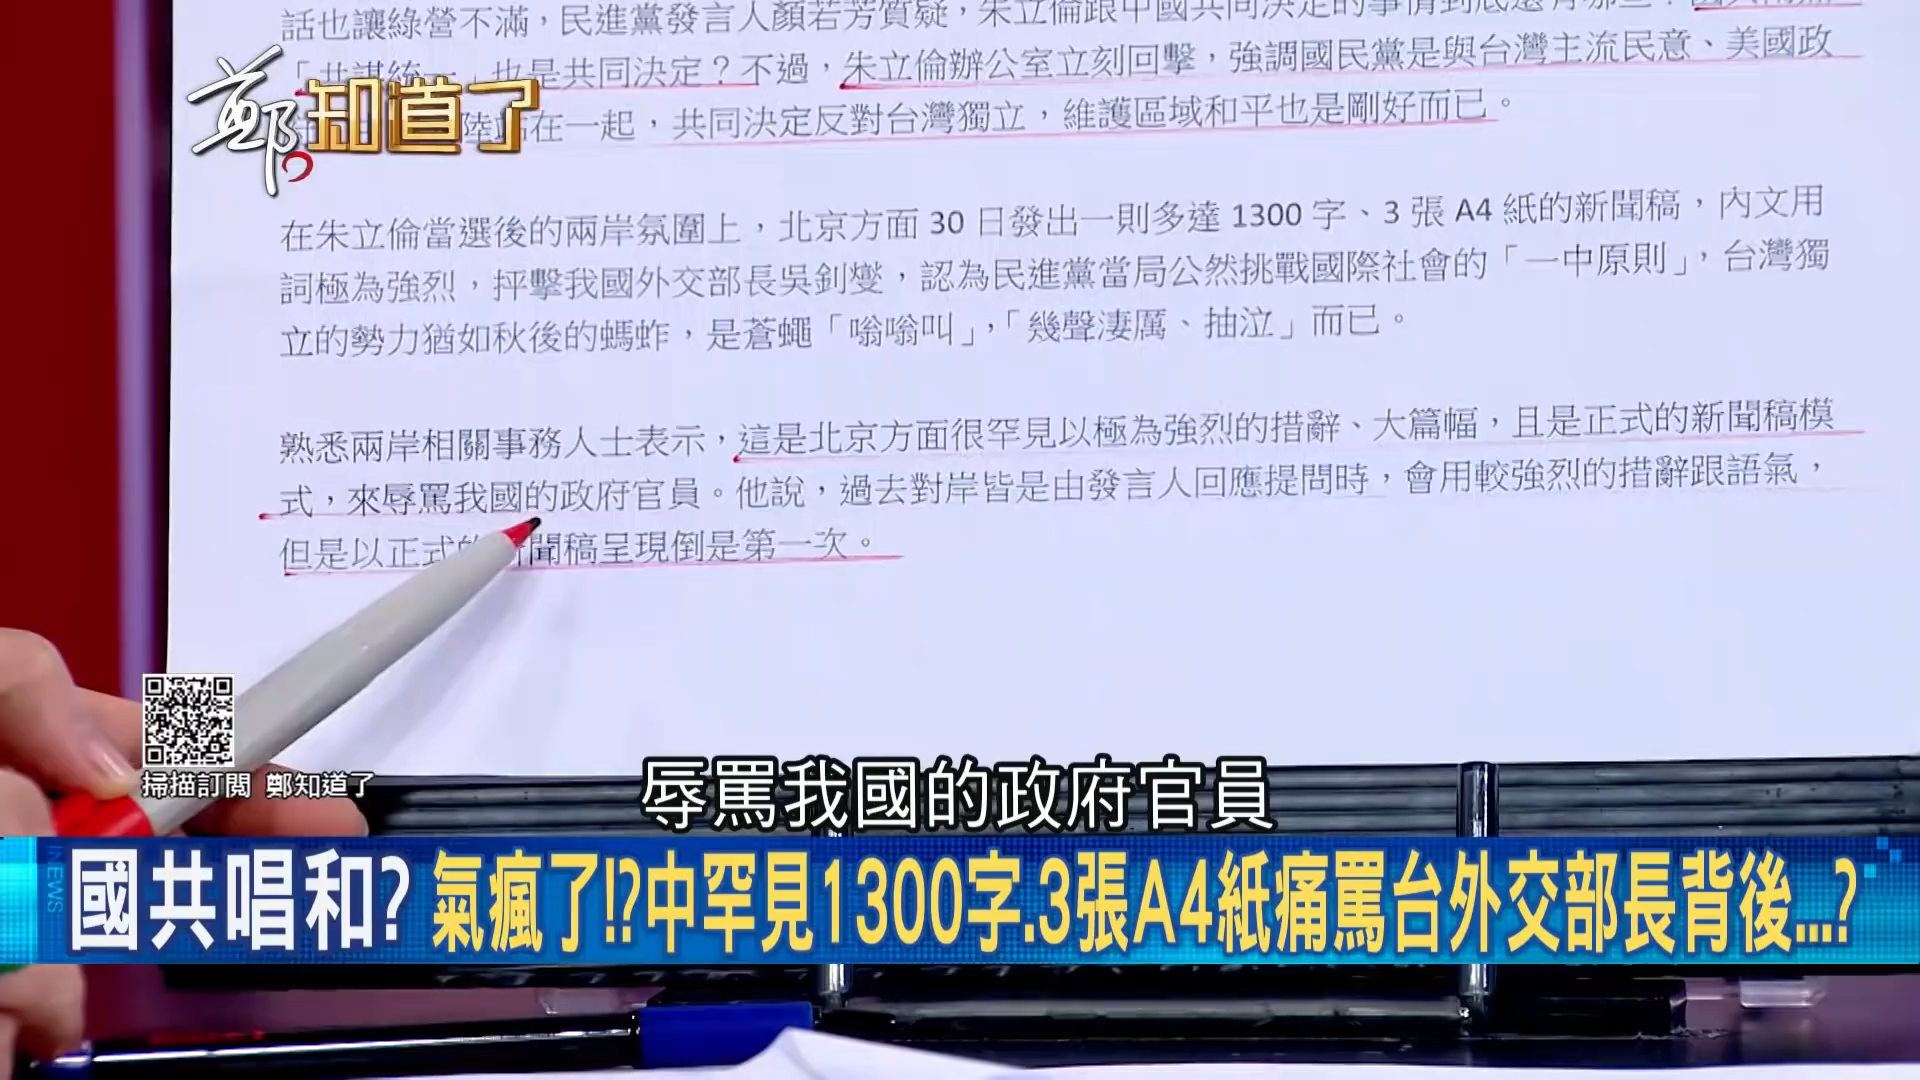 話也讓綠營不滿，民進黨發言人顏若芳質疑，朱立倫跟中國共同決定的事情到底還有哪些？
「共謀統一」也是共同決定？不過，朱立倫辦公室立刻回擊，強調國民黨是與台灣主流民意、美國政
陸站在一起，共同決定反對台灣獨立，維護區域和平也是剛好而已。
鄭知道了
在朱立倫當選後的兩岸氛圍上，北京方面 30 日發出一則多達 1300 字、3 張 A4 紙的新聞稿，內文用
詞極為強烈，抨擊我國外交部長吳釗燮，認為民進黨當局公然挑戰國際社會的「一中原則」，台灣獨
立的勢力猶如秋後的螞蚱，是蒼蠅「嗡嗡叫」，「幾聲淒厲、抽泣」而已。
熟悉兩岸相關事務人士表示，這是北京方面很罕見以極為強烈的措辭、大篇幅，且是正式的新聞稿模
式，來辱罵我國的政府官員。他說，過去對岸皆是由發言人回應提問時，會用較強烈的措辭跟語氣，
但是以正式的新聞稿呈現倒是第一次。
掃描訂閱 鄭知道了
辱罵我國的政府官員
NEWS
國共唱和? 氣瘋了!?中罕見1300字.3張A4紙痛罵台外交部長背後...?